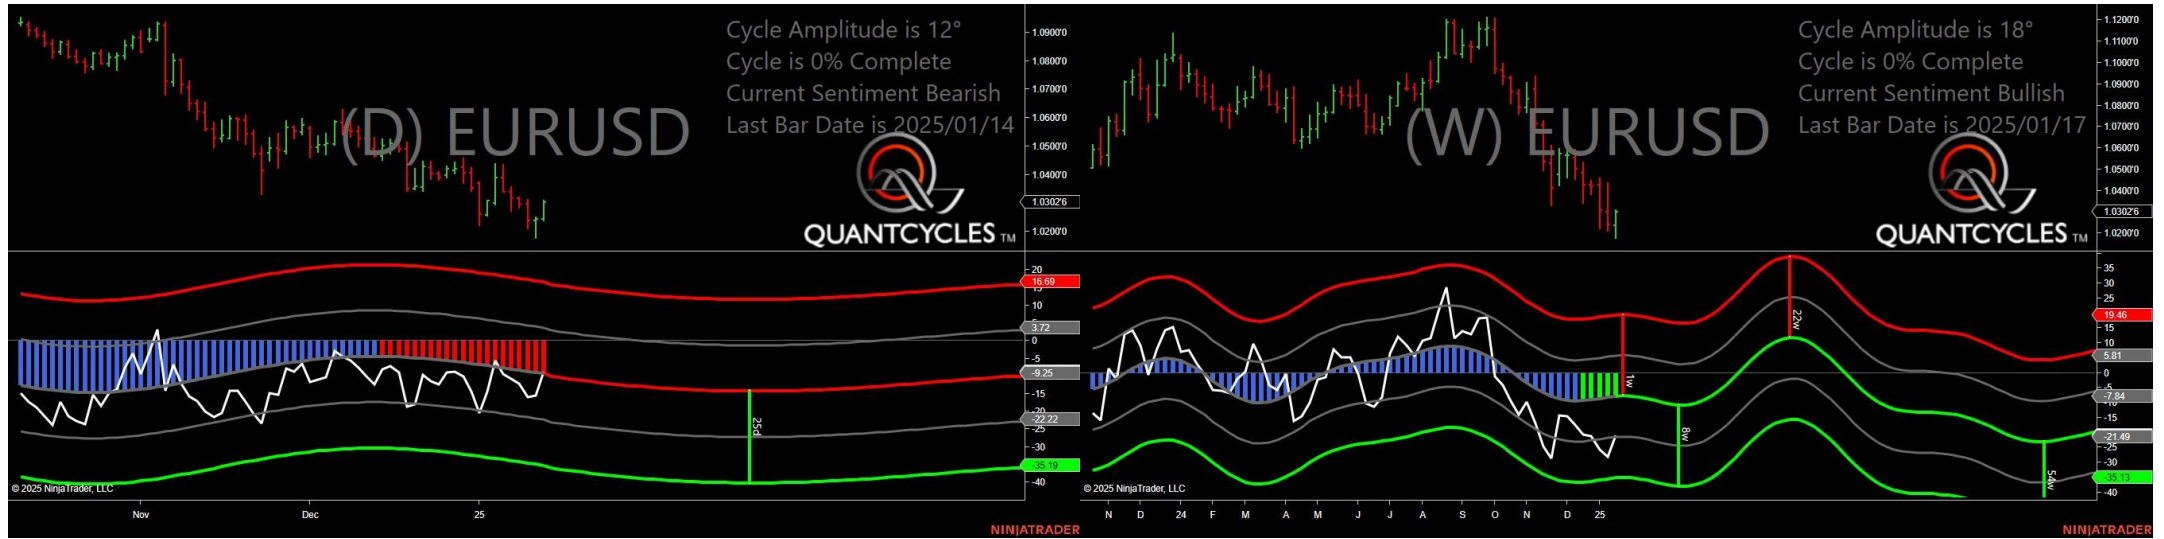 Cycle Amplitude is 12°
Cycle is 0% Complete
Current Sentiment Bearish
Last Bar Date is 2025/01/14
(D) EURUSD
QUANTCYCLES TM
1.0900'0
1.0800'0
1.0700'0
1.0600'0
1.0500'0
1.0400'0
1.0302'6
1.0200'0
20
16.69
10
3.72
0
-5
-9.25
-15
-22.22
-25
-30
-35.19
-40
25d
© 2025 NinjaTrader, LLC
Nov Dec 25
NINJATRADER
Cycle Amplitude is 18°
Cycle is 0% Complete
Current Sentiment Bullish
Last Bar Date is 2025/01/17
(W) EURUSD
QUANTCYCLES TM
1.1200'0
1.1100'0
1.1000'0
1.0900'0
1.0800'0
1.0700'0
1.0600'0
1.0500'0
1.0400'0
1.0302'6
1.0200'0
35
30
25
19.46
15
10
5.81
0
-5
-7.84
-15
-21.49
-25
-30
-35.13
-40
1w
8w
22w
54w
© 2025 NinjaTrader, LLC
N D 24 F M A M J J A S O N D 25
NINJATRADER